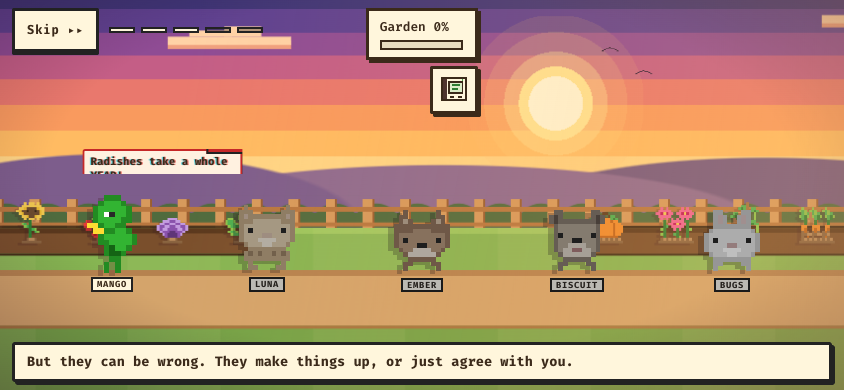 Skip ▸▸
Garden 0%
Radishes take a whole
YEAR!
MANGO
LUNA
EMBER
BISCUIT
BUGS
But they can be wrong. They make things up, or just agree with you.